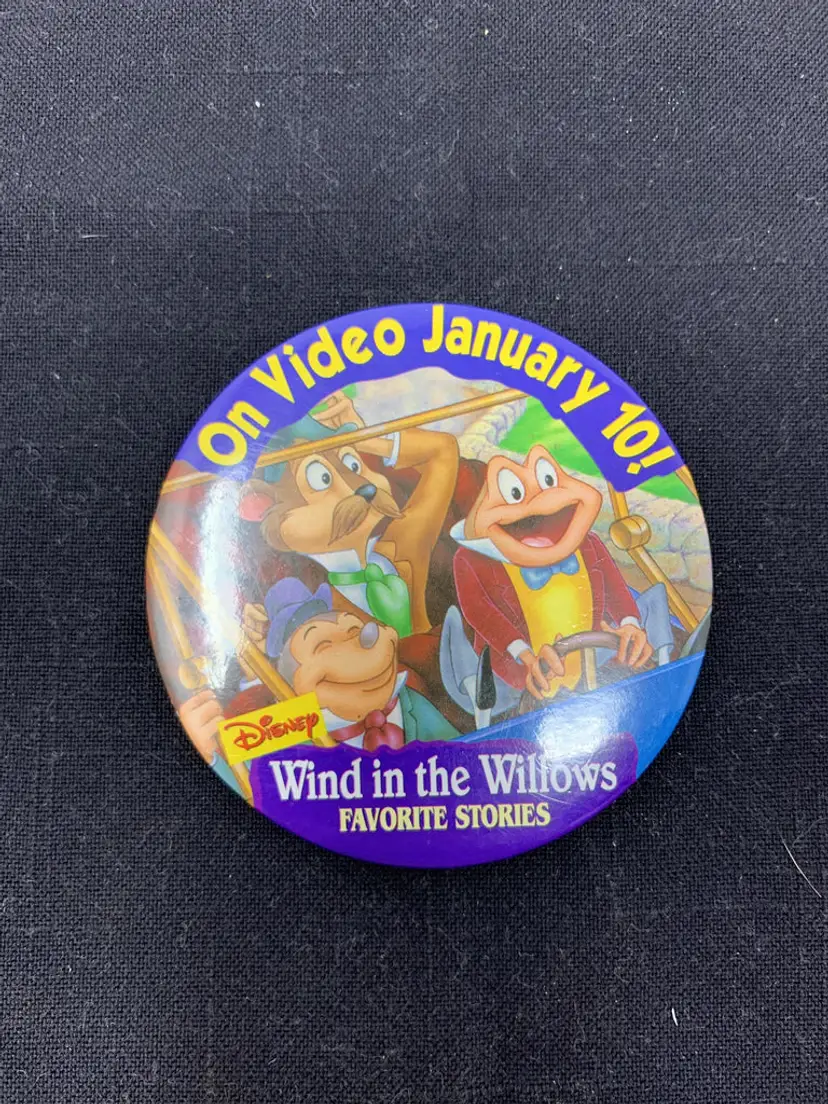 On Video January 10!
Disney
Wind in the Willows
FAVORITE STORIES